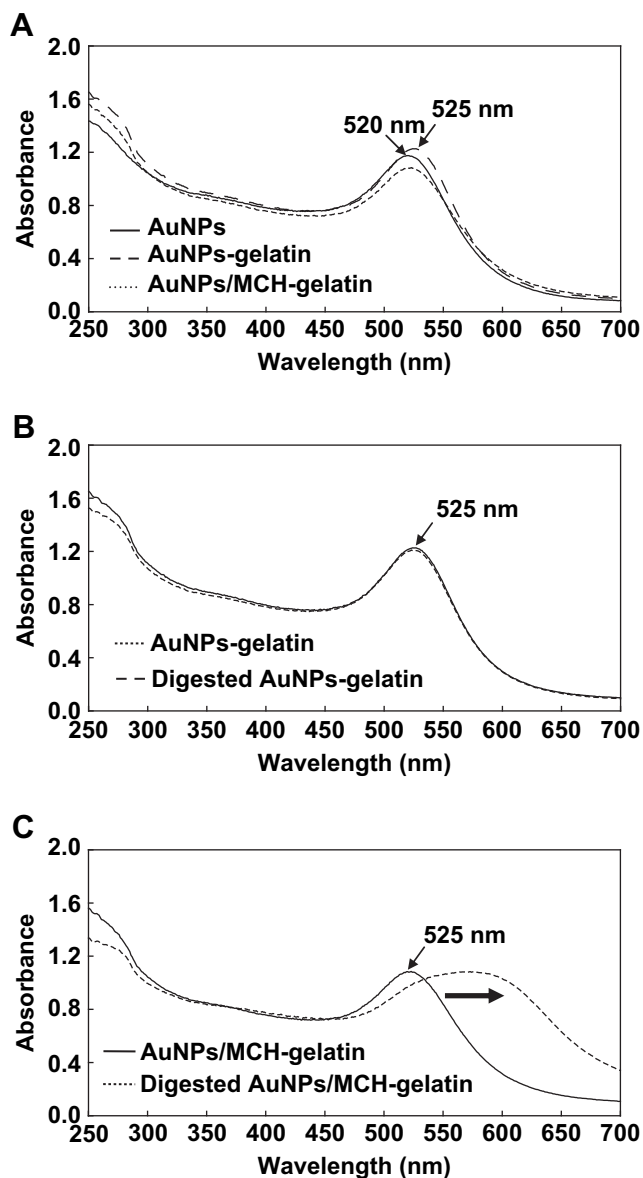 A
2.0
1.6
1.2
0.8
0.4
0.0
Absorbance
520 nm
525 nm
AuNPs
AuNPs-gelatin
AuNPs/MCH-gelatin
250 300 350 400 450 500 550 600 650 700
Wavelength (nm)
B
2.0
1.6
1.2
0.8
0.4
0.0
Absorbance
525 nm
AuNPs-gelatin
Digested AuNPs-gelatin
250 300 350 400 450 500 550 600 650 700
Wavelength (nm)
C
2.0
1.6
1.2
0.8
0.4
0.0
Absorbance
525 nm
AuNPs/MCH-gelatin
Digested AuNPs/MCH-gelatin
250 300 350 400 450 500 550 600 650 700
Wavelength (nm)